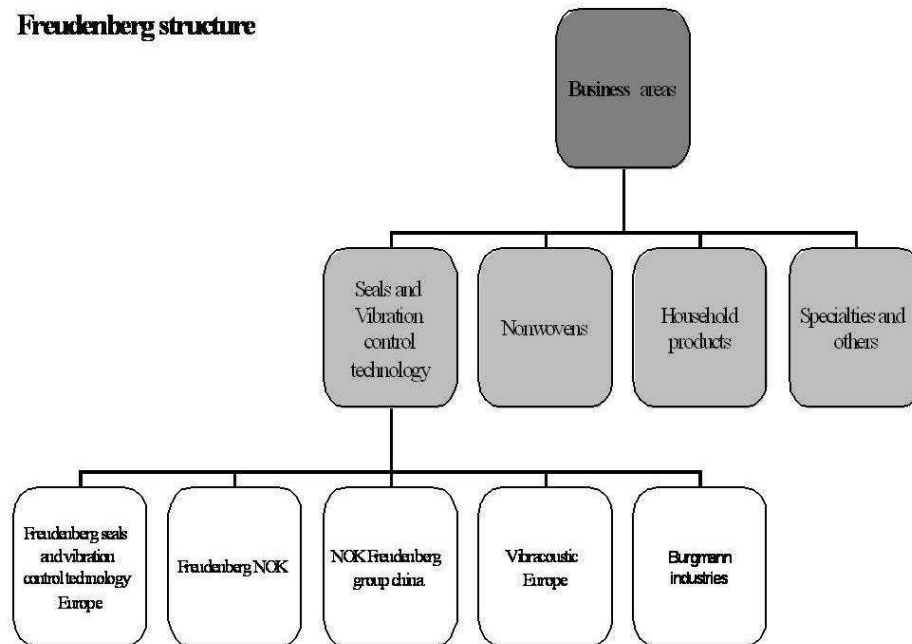 Freudenberg structure
Business areas
Seals and
Vibration
control
technology
Nonwovens
Household
products
Specialties and
others
Freudenberg seals
and vibration
control technology
Europe
Freudenberg NOK
NOK Freudenberg
group china
Vibracoustic
Europe
Burgmann
industries